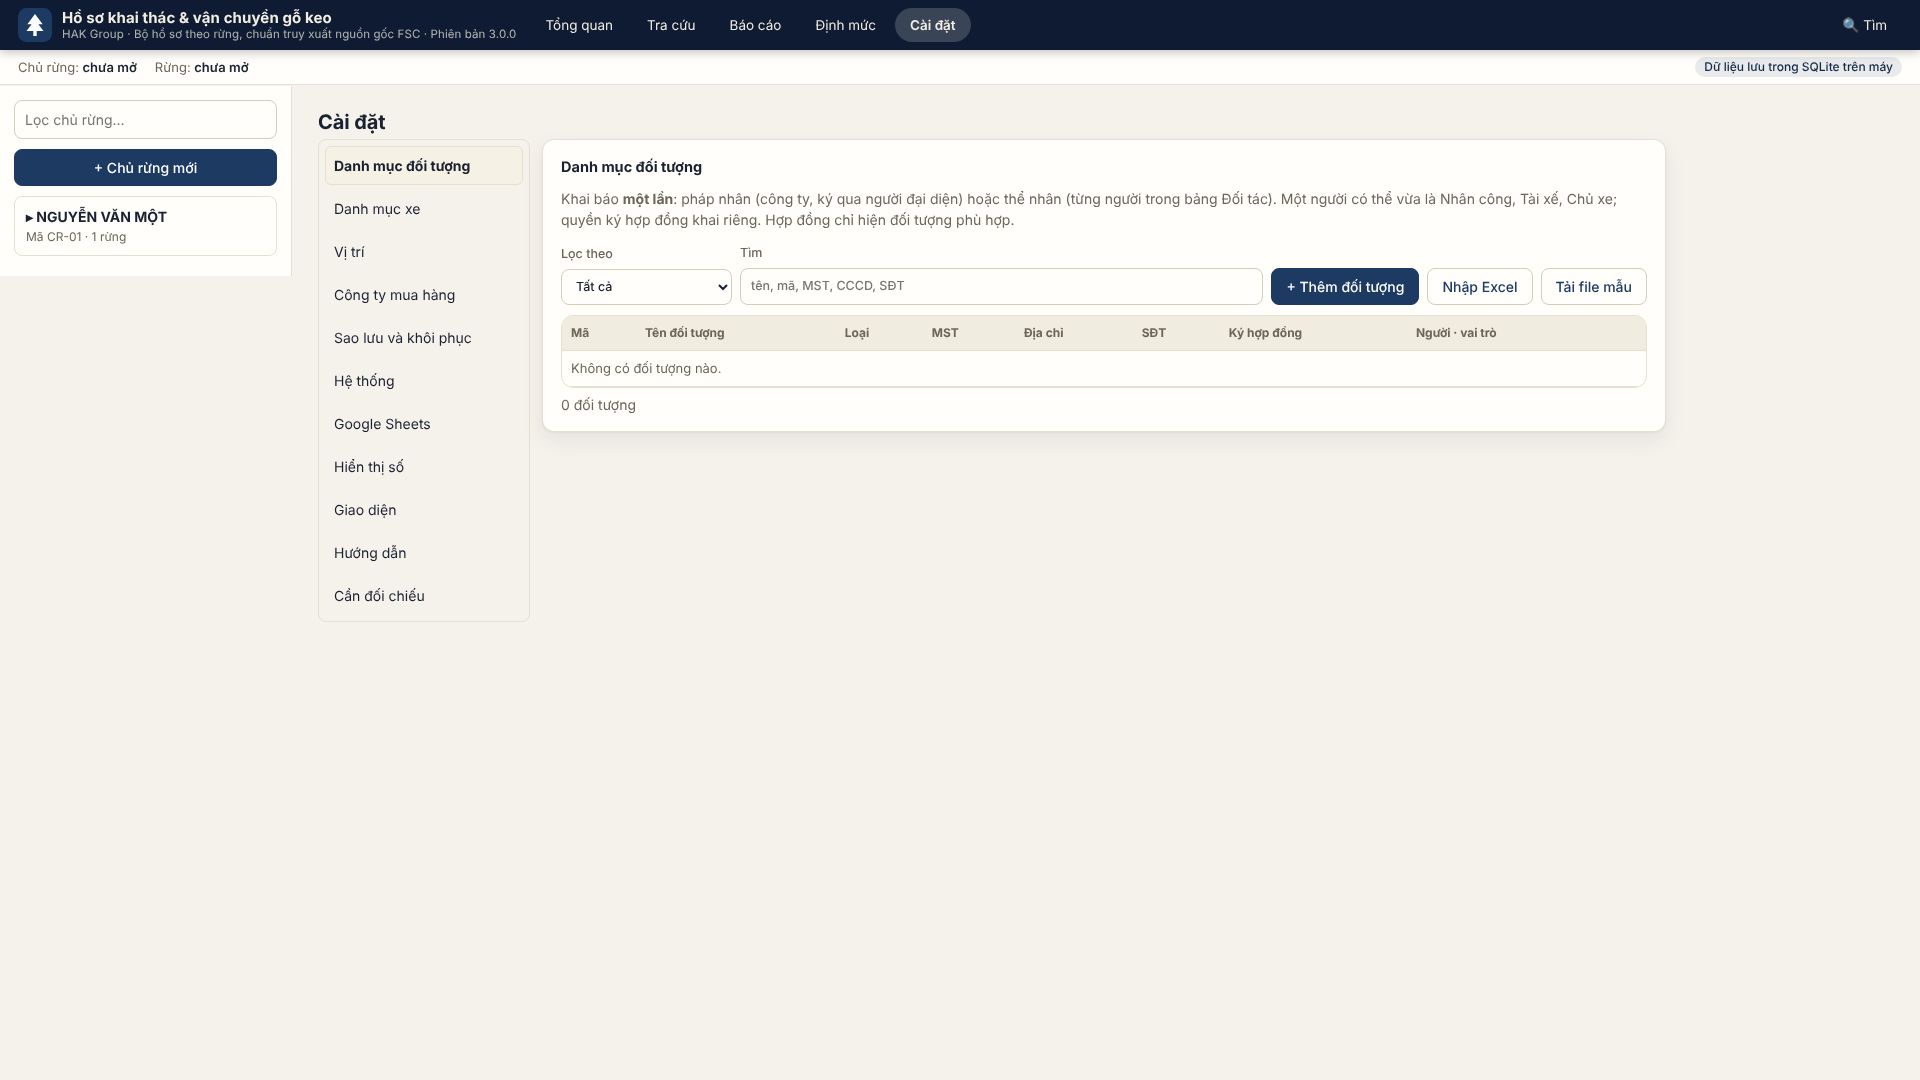 Hồ sơ khai thác & vận chuyển gỗ keo
HAK Group · Bộ hồ sơ theo rừng, chuẩn truy xuất nguồn gốc FSC · Phiên bản 3.0.0
Tổng quan
Tra cứu
Báo cáo
Định mức
Cài đặt
🔍 Tìm
Chủ rừng: chưa mở
Rừng: chưa mở
Dữ liệu lưu trong SQLite trên máy
Lọc chủ rừng...
+ Chủ rừng mới
▸ NGUYỄN VĂN MỘT
Mã CR-01 · 1 rừng
Cài đặt
Danh mục đối tượng
Danh mục xe
Vị trí
Công ty mua hàng
Sao lưu và khôi phục
Hệ thống
Google Sheets
Hiển thị số
Giao diện
Hướng dẫn
Cần đối chiếu
Danh mục đối tượng
Khai báo một lần: pháp nhân (công ty, ký qua người đại diện) hoặc thể nhân (từng người trong bảng Đối tác). Một người có thể vừa là Nhân công, Tài xế, Chủ xe;
quyền ký hợp đồng khai riêng. Hợp đồng chỉ hiện đối tượng phù hợp.
Lọc theo
Tìm
Tất cả
tên, mã, MST, CCCD, SĐT
+ Thêm đối tượng
Nhập Excel
Tải file mẫu
Mã
Tên đối tượng
Loại
MST
Địa chỉ
SĐT
Ký hợp đồng
Người · vai trò
Không có đối tượng nào.
0 đối tượng